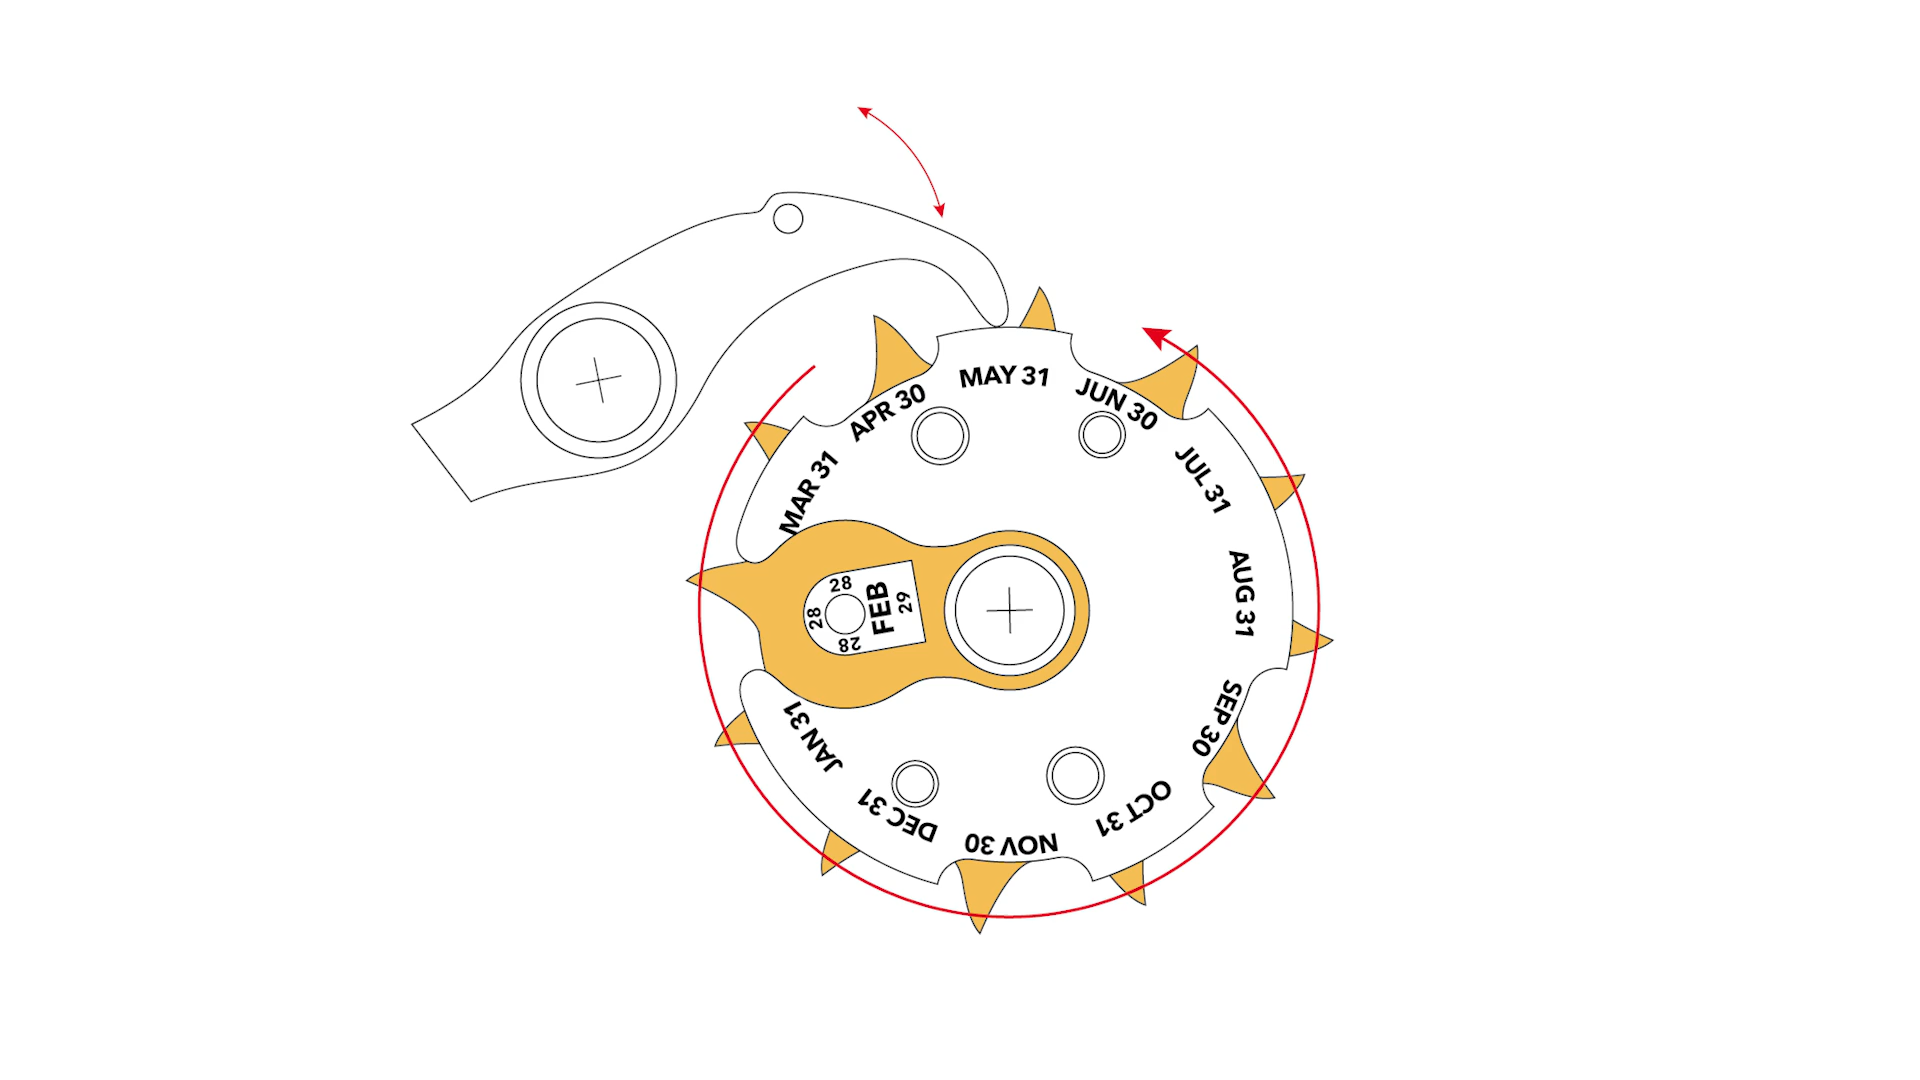 JAN 31
FEB
28
28
28
29
MAR 31
APR 30
MAY 31
JUN 30
JUL 31
AUG 31
SEP 30
OCT 31
NOV 30
DEC 31